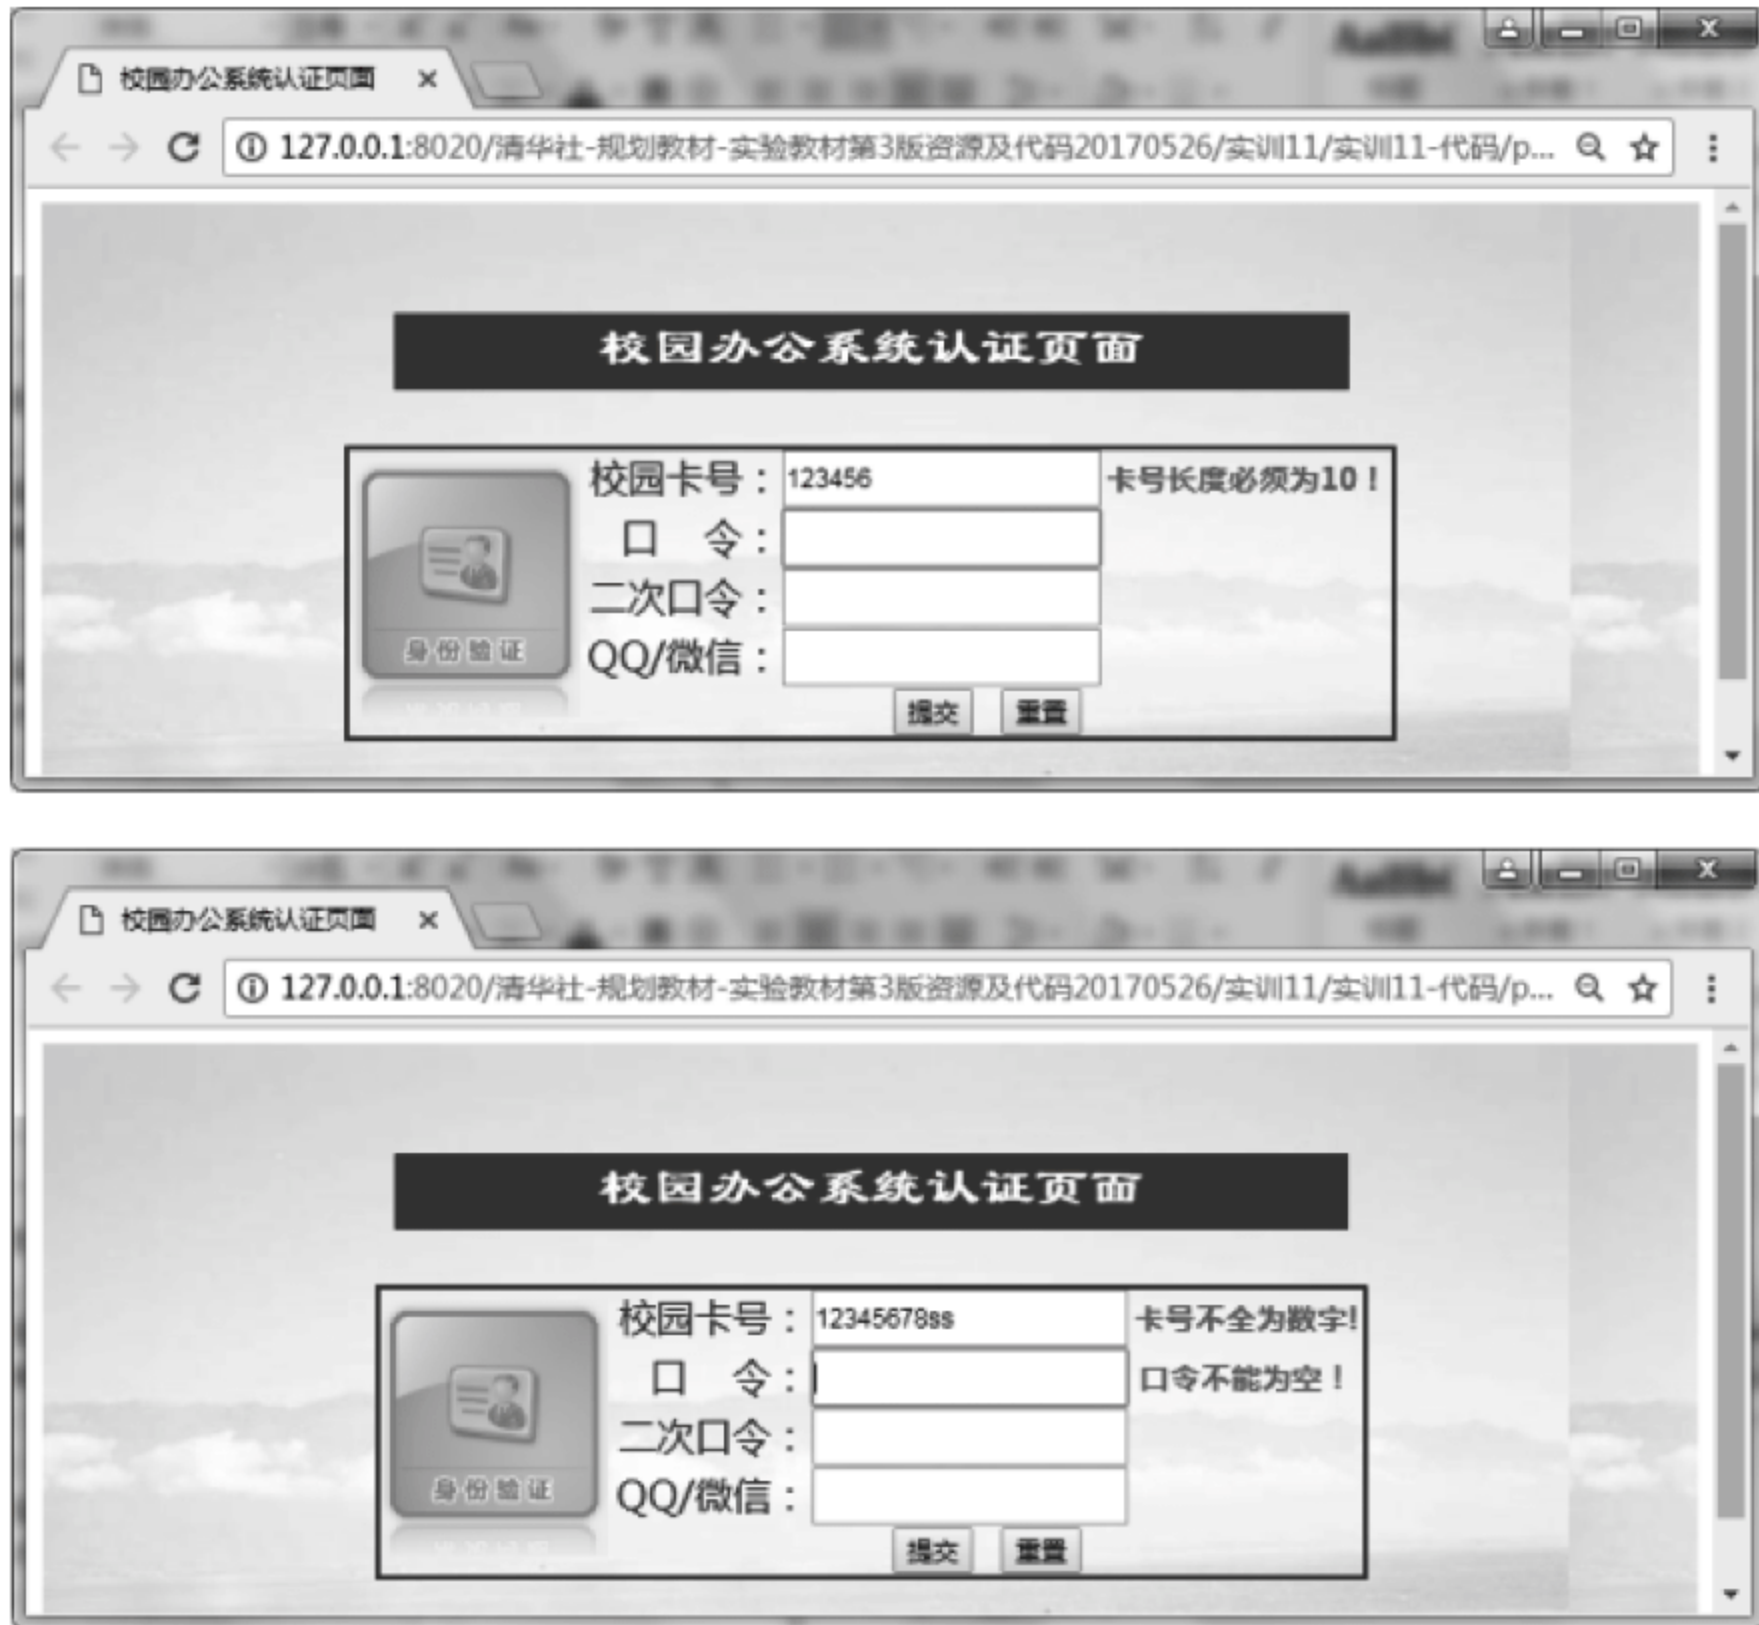 校园办公系统认证页面
127.0.0.1:8020/清华社-规划教材-实验教材第3版资源及代码20170526/实训11/实训11-代码/p...
校园办公系统认证页面
校园卡号：123456 卡号长度必须为10！
口 令：
二次口令：
QQ/微信：
身份验证
提交 重置
校园办公系统认证页面
127.0.0.1:8020/清华社-规划教材-实验教材第3版资源及代码20170526/实训11/实训11-代码/p...
校园办公系统认证页面
校园卡号：12345678ss 卡号不全为数字!
口 令： 口令不能为空！
二次口令：
QQ/微信：
身份验证
提交 重置